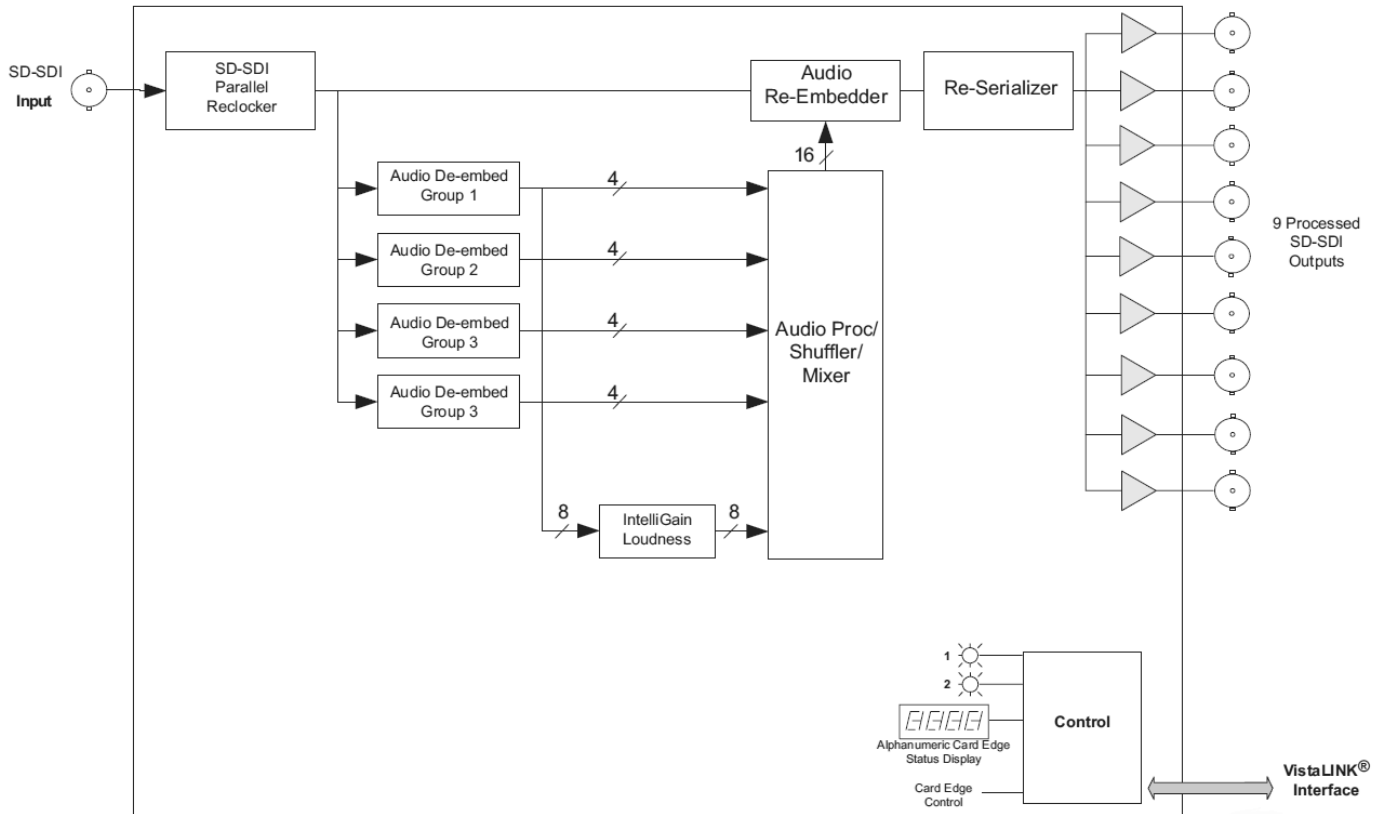 SD-SDI
Input
SD-SDI
Parallel
Reclocker
Audio
Re-Embedder
Re-Serializer
16
Audio De-embed
Group 1
4
Audio De-embed
Group 2
4
Audio De-embed
Group 3
4
Audio De-embed
Group 3
4
Audio Proc/
Shuffler/
Mixer
8
IntelliGain
Loudness
8
9 Processed
SD-SDI
Outputs
1
2
Alphanumeric Card Edge
Status Display
Card Edge
Control
Control
VistaLINK®
Interface